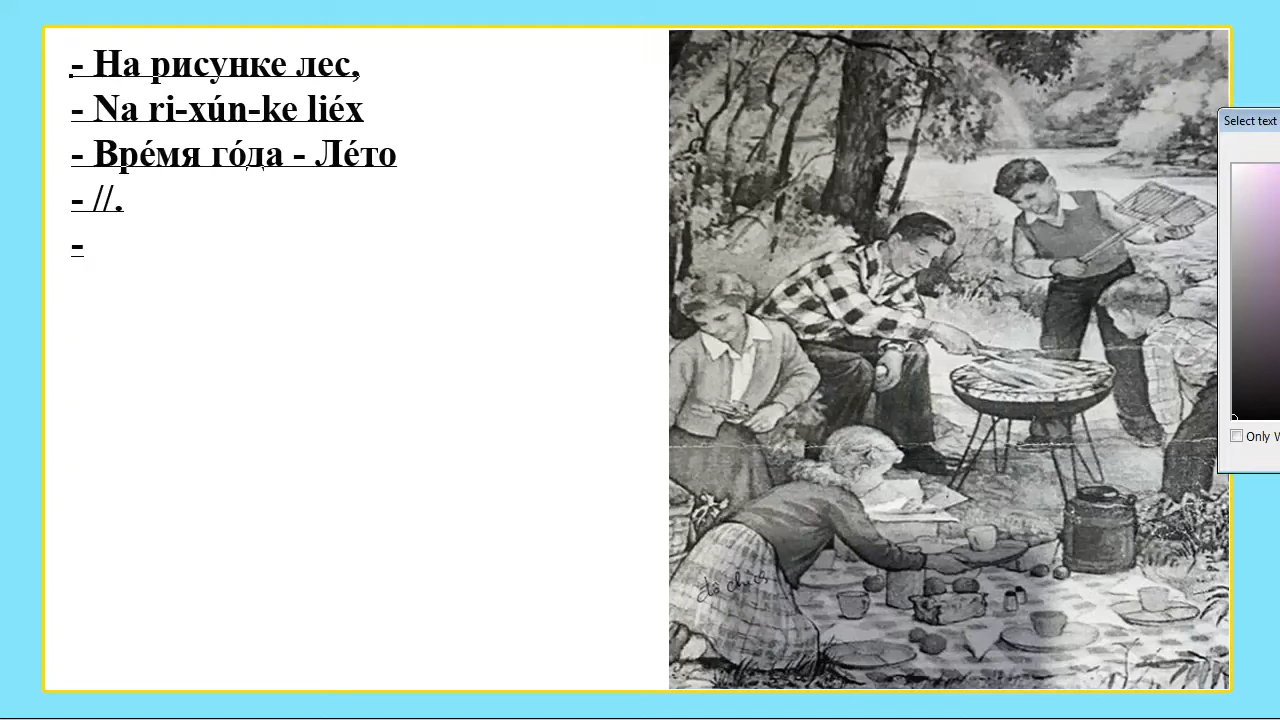 - На рисунке лес,
- Na ri-xún-ke liéx
- Врéмя гóда - Лéто
- //.
-
Select text
Only W